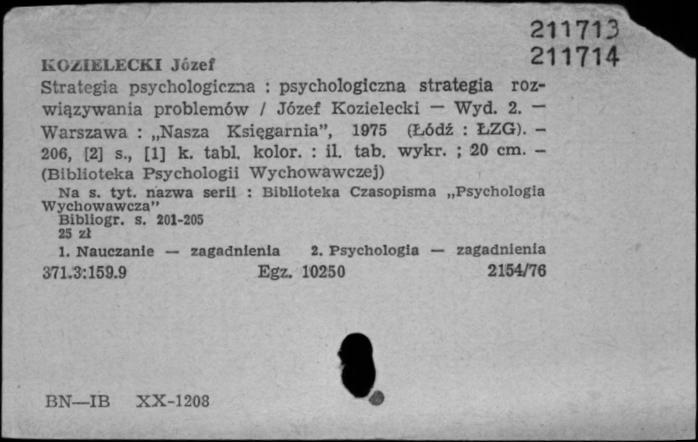 211713
211714
KOZIELECKI Józef
Strategia psychologiczna : psychologiczna strategia roz-
wiązywania problemów / Józef Kozielecki — Wyd. 2. —
Warszawa : „Nasza Księgarnia”, 1975 (Łódź : ŁZG). —
206, [2] s., [1] k. tabl. kolor. : il. tab. wykr. ; 20 cm. —
(Biblioteka Psychologii Wychowawczej)
Na s. tyt. nazwa serii : Biblioteka Czasopisma „Psychologia
Wychowawcza”
Bibliogr. s. 201-205
25 zł
1. Nauczanie — zagadnienia 2. Psychologia — zagadnienia
371.3:159.9 Egz. 10250 2154/76
BN—IB XX-1208